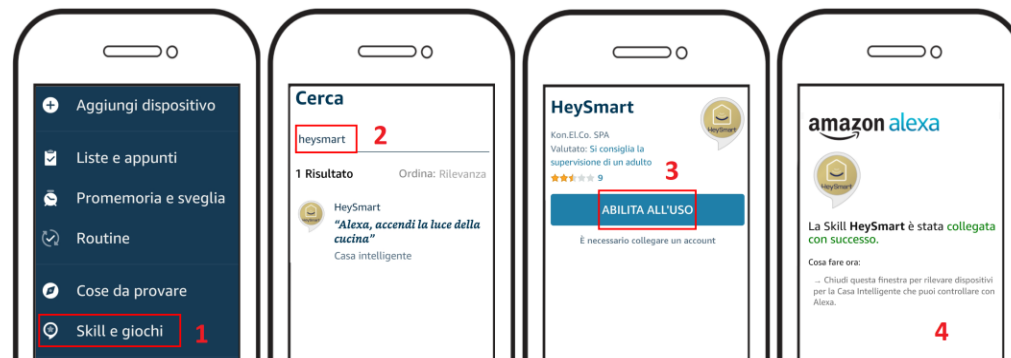 Aggiungi dispositivo
Liste e appunti
Promemoria e sveglia
Routine
Cose da provare
Skill e giochi
1
Cerca
heysmart
2
1 Risultato
Ordina: Rilevanza
HeySmart
HeySmart
“Alexa, accendi la luce della
cucina”
Casa intelligente
HeySmart
HeySmart
Kon.El.Co. SPA
Valutato: Si consiglia la
supervisione di un adulto
9
3
ABILITA ALL'USO
È necessario collegare un account
amazon alexa
HeySmart
La Skill HeySmart è stata collegata
con successo.
Cosa fare ora:
→ Chiudi questa finestra per rilevare dispositivi
per la Casa Intelligente che puoi controllare con
Alexa.
4